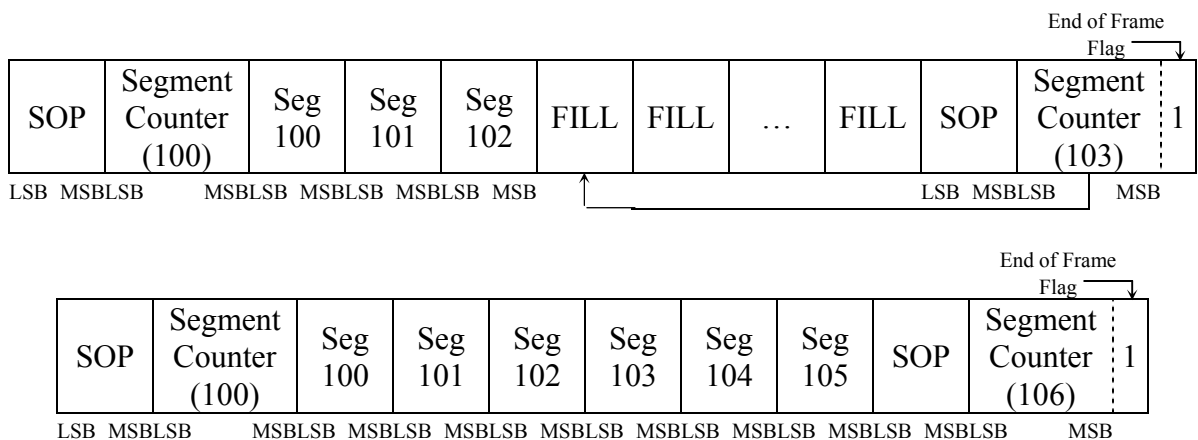 End of Frame
Flag
SOP
Segment
Counter
(100)
Seg
100
Seg
101
Seg
102
FILL
FILL
...
FILL
SOP
Segment
Counter
(103)
1
LSB MSBLSB MSBLSB MSBLSB MSBLSB MSB LSB MSBLSB MSB
End of Frame
Flag
SOP
Segment
Counter
(100)
Seg
100
Seg
101
Seg
102
Seg
103
Seg
104
Seg
105
SOP
Segment
Counter
(106)
1
LSB MSBLSB MSBLSB MSBLSB MSBLSB MSBLSB MSBLSB MSBLSB MSBLSB MSB